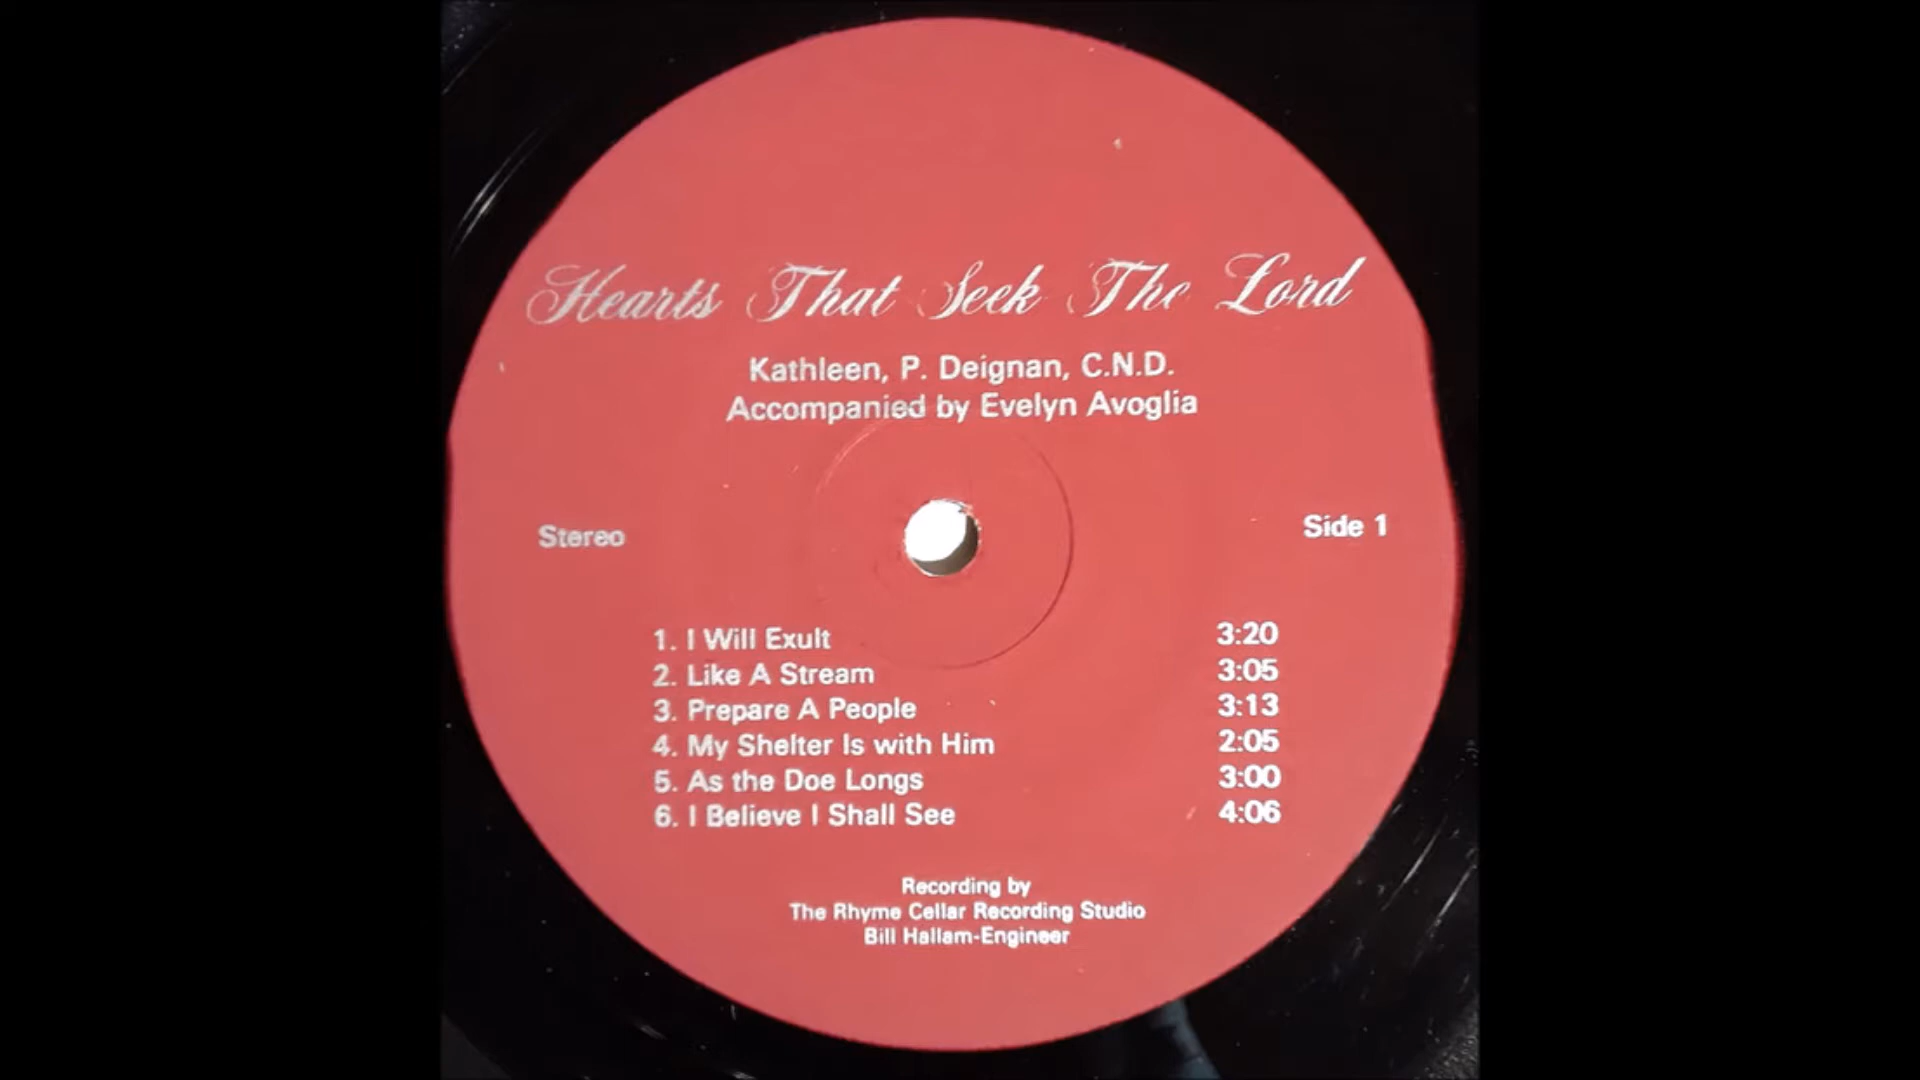 Hearts That Seek The Lord
Kathleen, P. Deignan, C.N.D.
Accompanied by Evelyn Avoglia
Stereo
Side 1
1. I Will Exult 3:20
2. Like A Stream 3:05
3. Prepare A People 3:13
4. My Shelter Is with Him 2:05
5. As the Doe Longs 3:00
6. I Believe I Shall See 4:06
Recording by
The Rhyme Cellar Recording Studio
Bill Hallam-Engineer